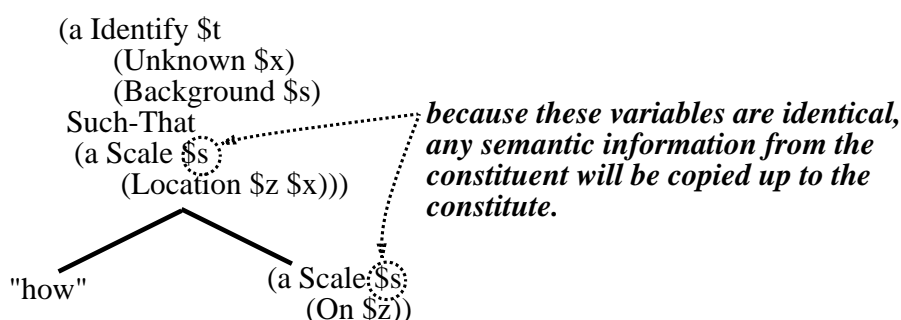 (a Identify $t
(Unknown $x)
(Background $s)
Such-That
(a Scale $s
(Location $z $x)))
because these variables are identical,
any semantic information from the
constituent will be copied up to the
constitute.
"how"
(a Scale $s
(On $z))